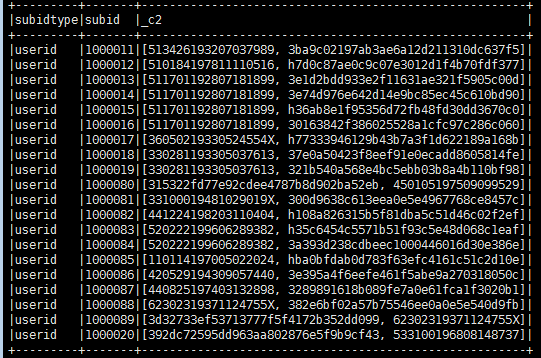 +---------+-------+-------------------------------------------------------+
|subidtype|subid  |_c2                                                    |
+---------+-------+-------------------------------------------------------+
|userid   |1000011|[513426193207037989, 3ba9c02197ab3ae6a12d211310dc637f5]|
|userid   |1000012|[510184197811110516, h7d0c87ae0c9c07e3012d1f4b70fdf377]|
|userid   |1000013|[511701192807181899, 3e1d2bdd933e2f11631ae321f5905c00d]|
|userid   |1000014|[511701192807181899, 3e74d976e642d14e9bc85ec45c610bd90]|
|userid   |1000015|[511701192807181899, h36ab8e1f95356d72fb48fd30dd3670c0]|
|userid   |1000016|[511701192807181899, 30163842f386025528a1cfc97c286c060]|
|userid   |1000017|[36050219330524554X, h77333946129b43b7a3f1d622189a168b]|
|userid   |1000018|[330281193305037613, 37e0a50423f8eef91e0ecadd8605814fe]|
|userid   |1000019|[330281193305037613, 321b540a568e4bc5ebb03b8a4b110bf98]|
|userid   |1000080|[315322fd77e92cdee4787b8d902ba52eb, 450105197509099529]|
|userid   |1000081|[33100019481029019X, 300d9638c613eea0e5e4967768ce8457c]|
|userid   |1000082|[441224198203110404, h108a826315b5f81dba5c51d46c02f2ef]|
|userid   |1000083|[520222199606289382, h35c6454c5571b51f93c5e48d068c1eaf]|
|userid   |1000084|[520222199606289382, 3a393d238cdbeec1000446016d30e386e]|
|userid   |1000085|[110114197005022024, hba0bfdab0d783f63efc4161c51c2d10e]|
|userid   |1000086|[420529194309057440, 3e395a4f6eefe461f5abe9a270318050c]|
|userid   |1000087|[440825197403132898, 3289891618b089fe7a0e61fca1f3020b1]|
|userid   |1000088|[62302319371124755X, 382e6bf02a57b75546ee0a0e5e540d9fb]|
|userid   |1000089|[3d32733ef53713777f5f4172b352dd099, 62302319371124755X]|
|userid   |1000020|[392dc72595dd963aa802876e5f9b9cf43, 533100196808148737]|
+---------+-------+-------------------------------------------------------+